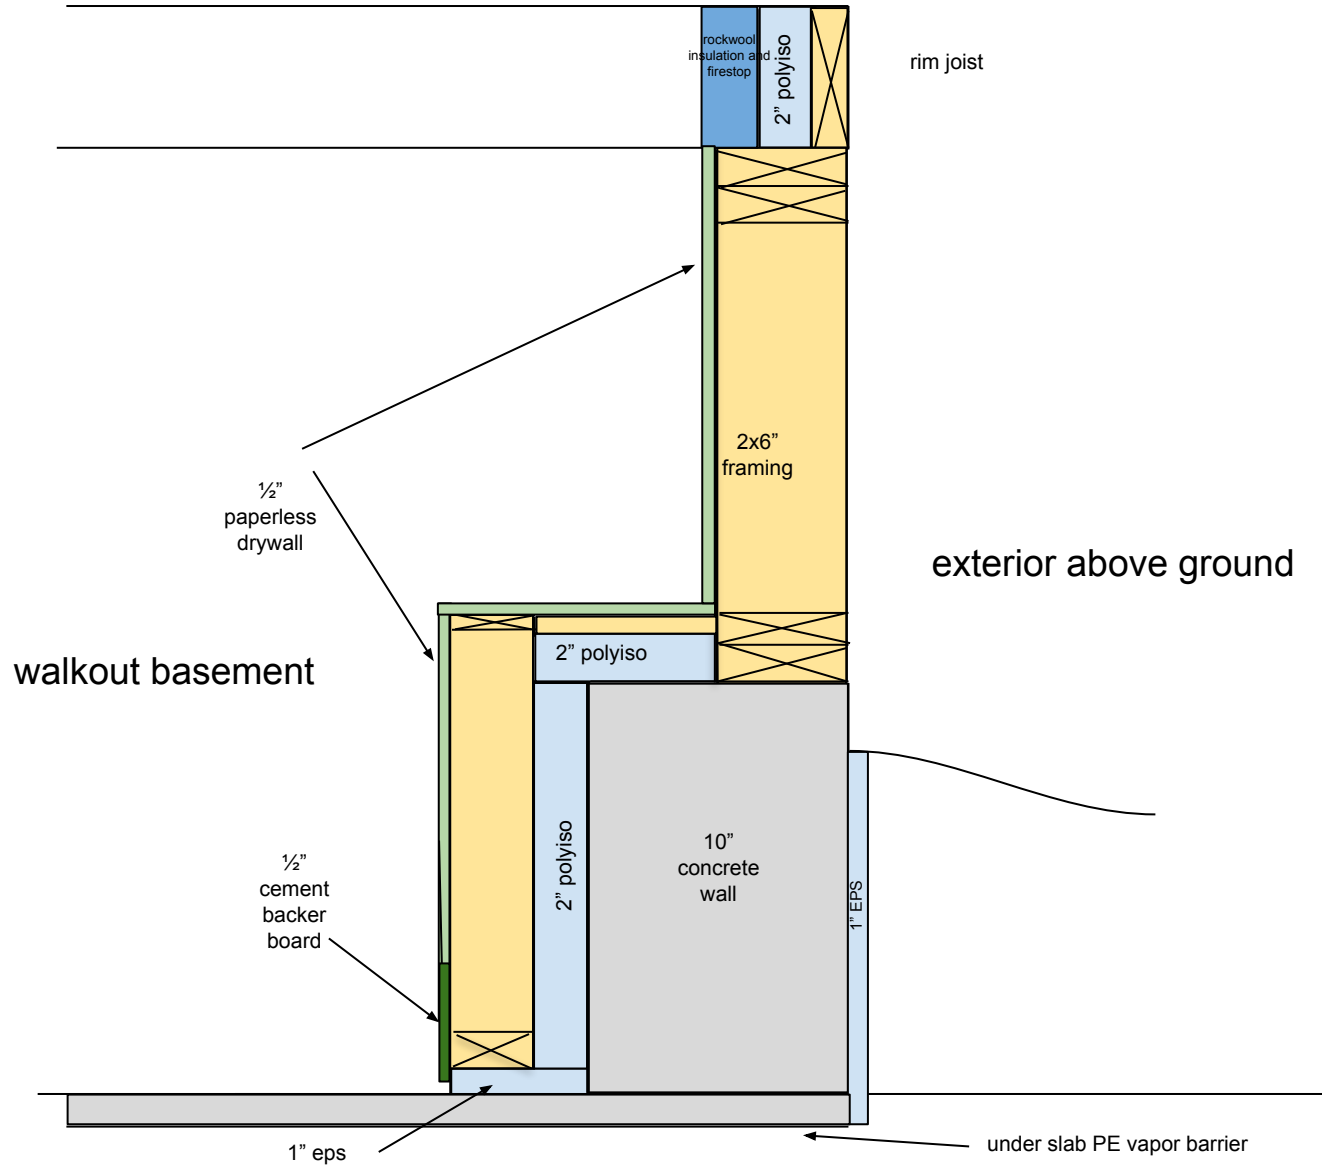 rockwool
insulation and
firestop
2” polyiso
rim joist
2x6”
framing
½”
paperless
drywall
exterior above ground
walkout basement
2” polyiso
2” polyiso
10”
concrete
wall
1” EPS
½”
cement
backer
board
1” eps
under slab PE vapor barrier